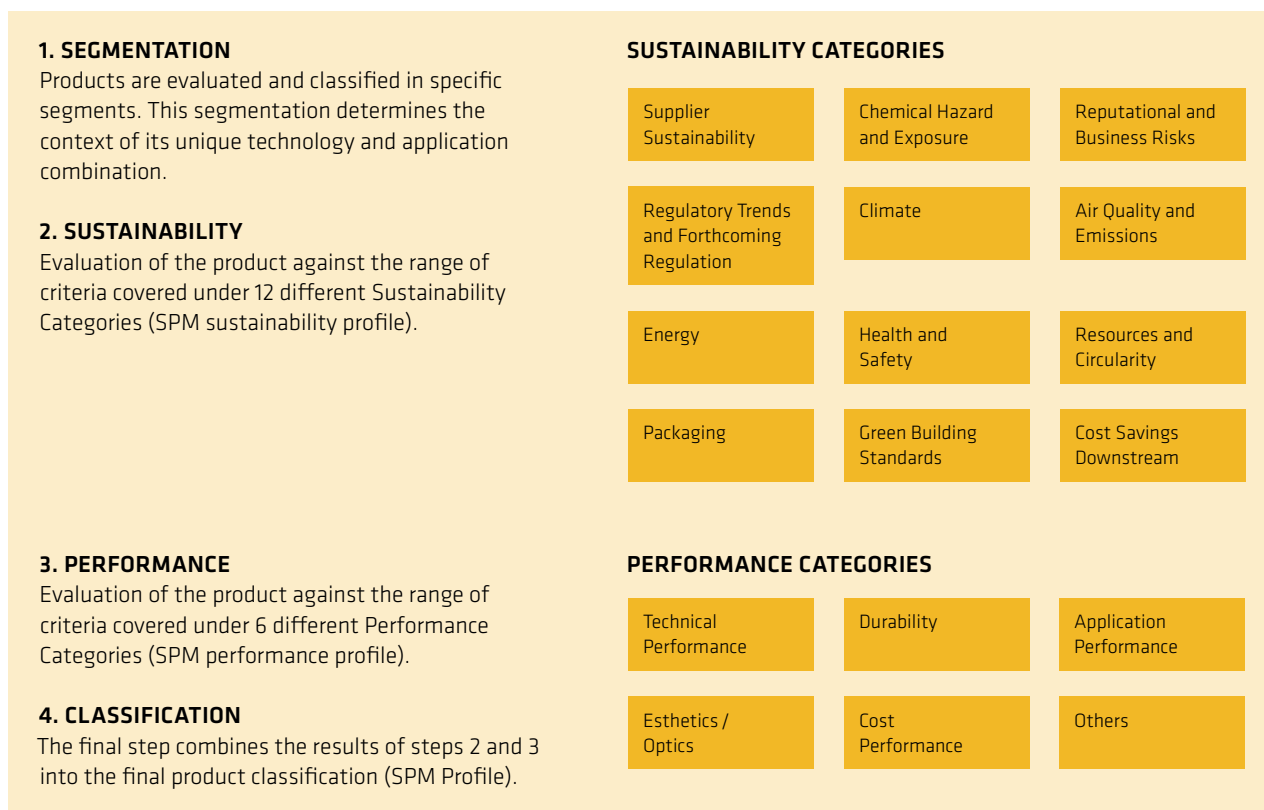 1. SEGMENTATION
Products are evaluated and classified in specific
segments. This segmentation determines the
context of its unique technology and application
combination.
2. SUSTAINABILITY
Evaluation of the product against the range of
criteria covered under 12 different Sustainability
Categories (SPM sustainability profile).
SUSTAINABILITY CATEGORIES
Supplier
Sustainability
Chemical Hazard
and Exposure
Reputational and
Business Risks
Regulatory Trends
and Forthcoming
Regulation
Climate
Air Quality and
Emissions
Energy
Health and
Safety
Resources and
Circularity
Packaging
Green Building
Standards
Cost Savings
Downstream
3. PERFORMANCE
Evaluation of the product against the range of
criteria covered under 6 different Performance
Categories (SPM performance profile).
4. CLASSIFICATION
The final step combines the results of steps 2 and 3
into the final product classification (SPM Profile).
PERFORMANCE CATEGORIES
Technical
Performance
Durability
Application
Performance
Esthetics /
Optics
Cost
Performance
Others